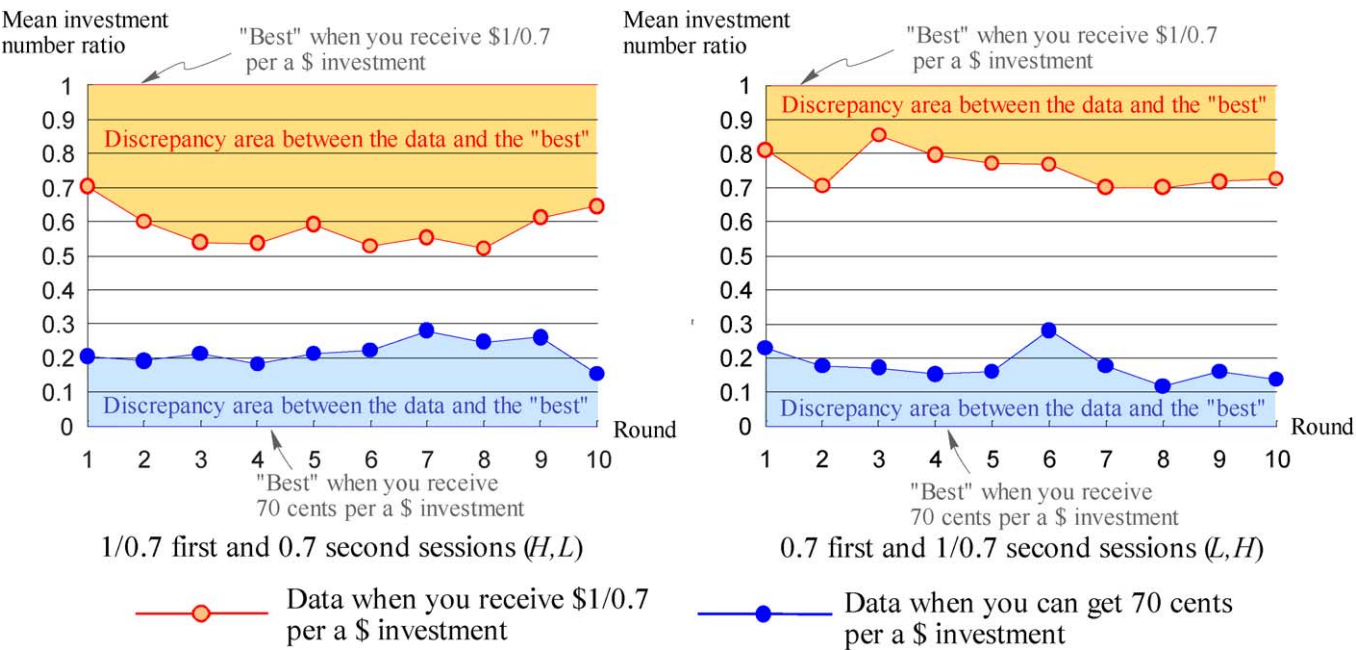 Mean investment
number ratio
"Best" when you receive $1/0.7
per a $ investment
1
0.9
0.8
0.7
0.6
0.5
0.4
0.3
0.2
0.1
0
Discrepancy area between the data and the "best"
Discrepancy area between the data and the "best"
Round
1 2 3 4 5 6 7 8 9 10
"Best" when you receive
70 cents per a $ investment
1/0.7 first and 0.7 second sessions (H,L)
Mean investment
number ratio
"Best" when you receive $1/0.7
per a $ investment
1
0.9
0.8
0.7
0.6
0.5
0.4
0.3
0.2
0.1
0
Discrepancy area between the data and the "best"
Discrepancy area between the data and the "best"
Round
1 2 3 4 5 6 7 8 9 10
"Best" when you receive
70 cents per a $ investment
0.7 first and 1/0.7 second sessions (L,H)
Data when you receive $1/0.7
per a $ investment
Data when you can get 70 cents
per a $ investment